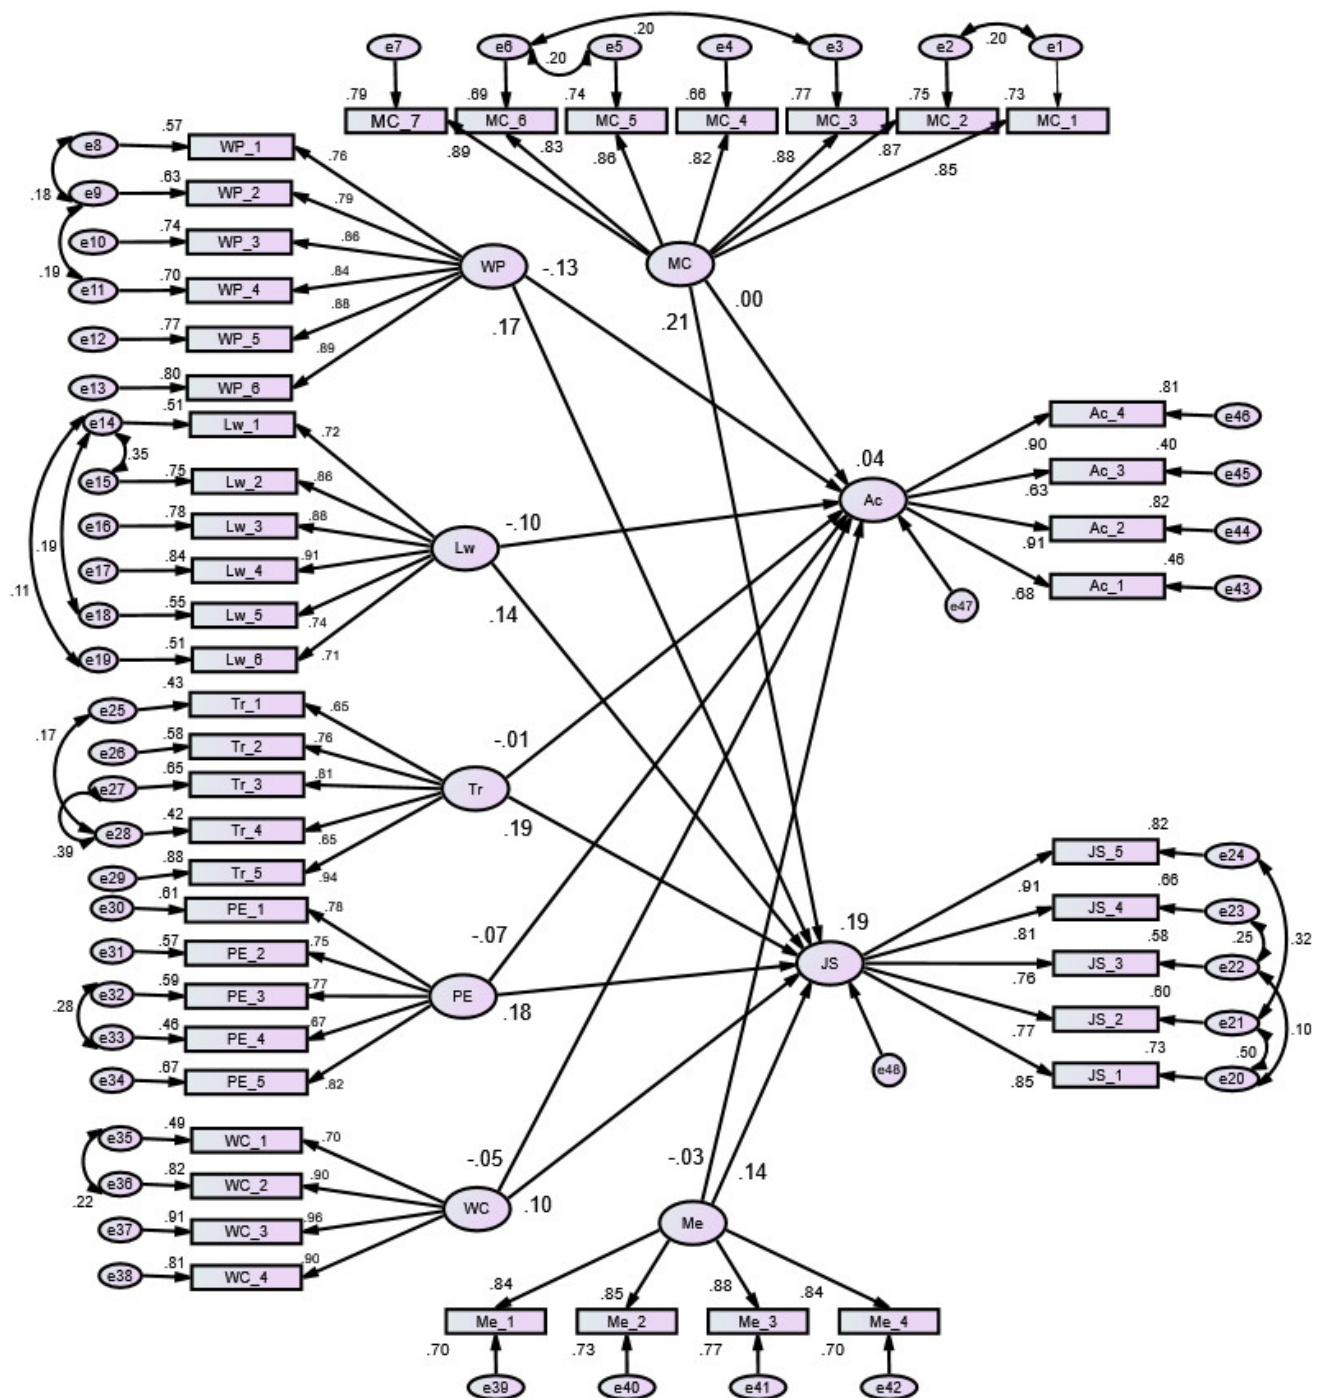 .20
e7 e6 .20 e5 e4 e3 e2 .20 e1
.79 .69 .74 .66 .77 .75 .73
MC_7 MC_6 MC_5 MC_4 MC_3 MC_2 MC_1
.89 .83 .86 .82 .88 .87 .85
e8 .57 WP_1 .76
.18 e9 .63 WP_2 .79
e10 .74 WP_3 .86
.19 e11 .70 WP_4 .84
e12 .77 WP_5 .88
e13 .80 WP_6 .89
WP -.13 MC
.17 .21 .00
e14 .51 Lw_1 .72
.35
e15 .75 Lw_2 .86
e16 .78 Lw_3 .88
.19 e17 .84 Lw_4 .91
.11 e18 .55 Lw_5 .74
e19 .51 Lw_6 .71
Lw -.10
.14
.04
Ac
e47
.81
Ac_4 e46
.90 .40
Ac_3 e45
.63 .82
Ac_2 e44
.91 .46
Ac_1 e43
.68
e25 .43 Tr_1 .65
.17 e26 .58 Tr_2 .76
e27 .65 Tr_3 .81
e28 .42 Tr_4 .65
.39
e29 .88 Tr_5 .94
-.01
Tr
.19
e30 .61 PE_1 .78
e31 .57 PE_2 .75
e32 .59 PE_3 .77
.28
e33 .46 PE_4 .67
e34 .67 PE_5 .82
-.07
PE
.18
.19
JS
e48
.82
JS_5 e24
.91 .66
JS_4 e23
.81 .58 .25 .32
JS_3 e22
.76 .60
JS_2 e21 .10
.77 .73 .50
JS_1 e20
.85
e35 .49 WC_1 .70
e36 .82 WC_2 .90
.22
e37 .91 WC_3 .96
e38 .81 WC_4 .90
-.05
WC .10
-.03 .14
Me
.84 .85 .88 .84
Me_1 Me_2 Me_3 Me_4
.70 .73 .77 .70
e39 e40 e41 e42